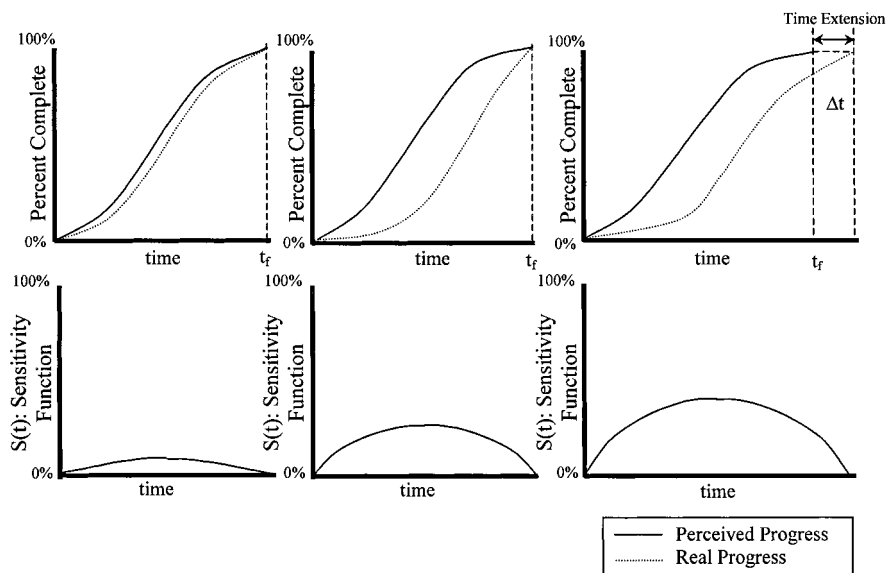 Time Extension
100%
100%
100%
Percent Complete
Percent Complete
Percent Complete
Δt
0%
0%
0%
time
t_f
time
t_f
time
t_f
100%
100%
100%
S(t): Sensitivity
Function
S(t): Sensitivity
Function
S(t): Sensitivity
Function
0%
0%
0%
time
time
time
Perceived Progress
Real Progress